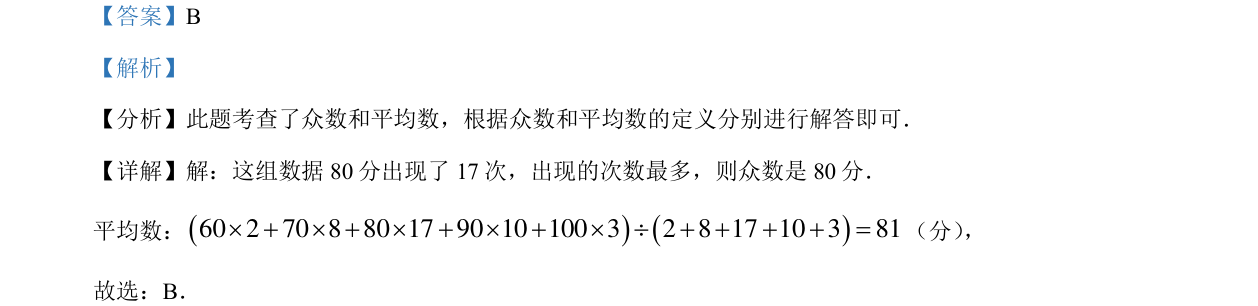 【答案】B
【解析】
【分析】此题考查了众数和平均数，根据众数和平均数的定义分别进行解答即可．
【详解】解：这组数据 80 分出现了 17 次，出现的次数最多，则众数是 80 分．
平均数：(60×2+70×8+80×17+90×10+100×3)÷(2+8+17+10+3)=81（分），
故选：B．